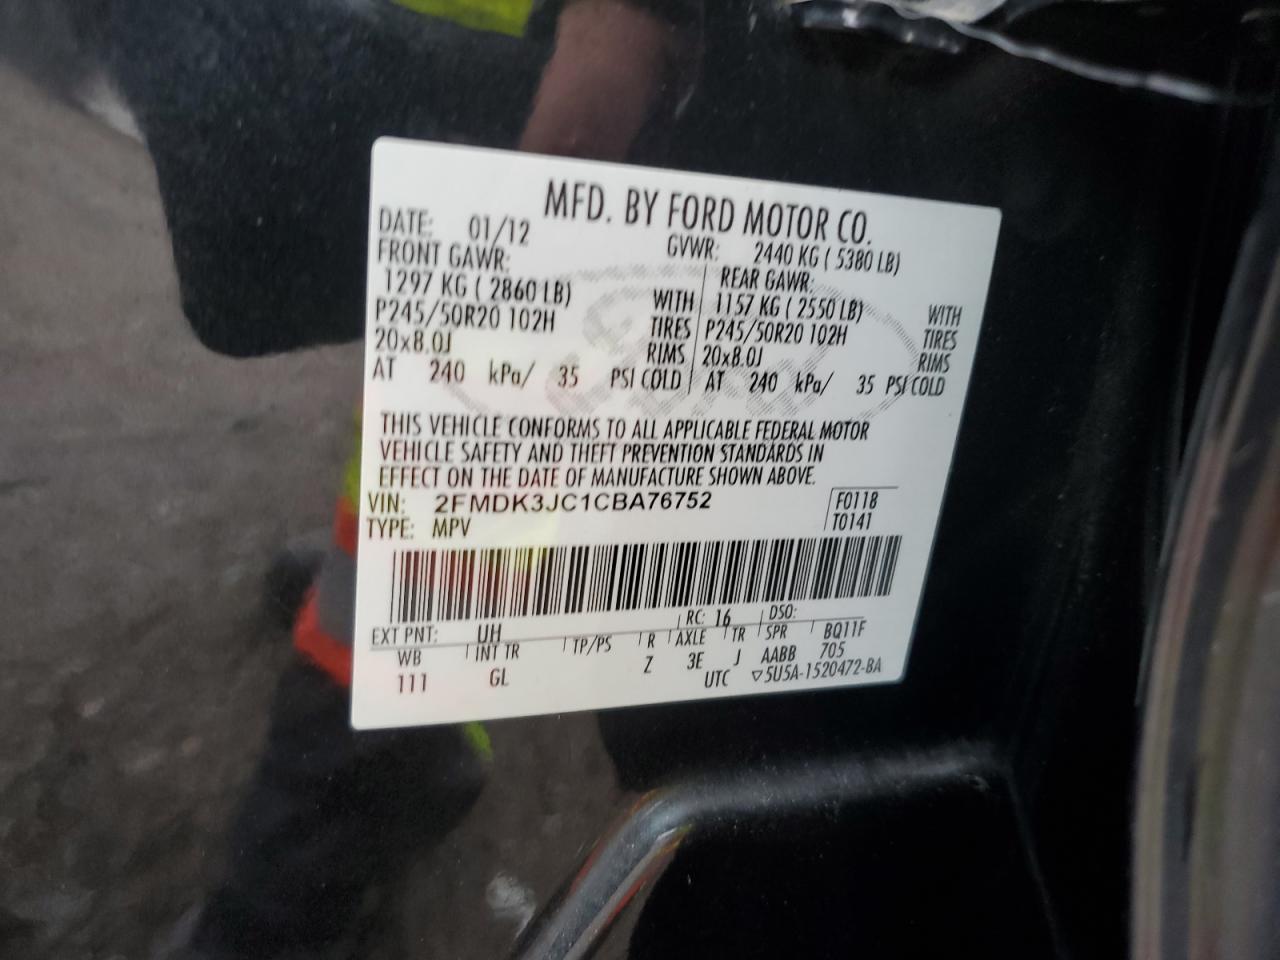 MFD. BY FORD MOTOR CO.
DATE: 01/12 GVWR: 2440 KG ( 5380 LB)
FRONT GAWR: REAR GAWR:
1297 KG ( 2860 LB) WITH 1157 KG ( 2550 LB) WITH
P245/50R20 102H TIRES P245/50R20 102H TIRES
20x8.0J RIMS 20x8.0J RIMS
AT 240 kPa/ 35 PSI COLD AT 240 kPa/ 35 PSI COLD
THIS VEHICLE CONFORMS TO ALL APPLICABLE FEDERAL MOTOR
VEHICLE SAFETY AND THEFT PREVENTION STANDARDS IN
EFFECT ON THE DATE OF MANUFACTURE SHOWN ABOVE.
VIN: 2FMDK3JC1CBA76752 F0118
TYPE: MPV T0141
EXT PNT: UH RC: 16 DSO:
WB INT TR TP/PS R AXLE TR SPR BQ11F
111 GL Z 3E J AABB 705
UTC ▽5U5A-1520472-BA